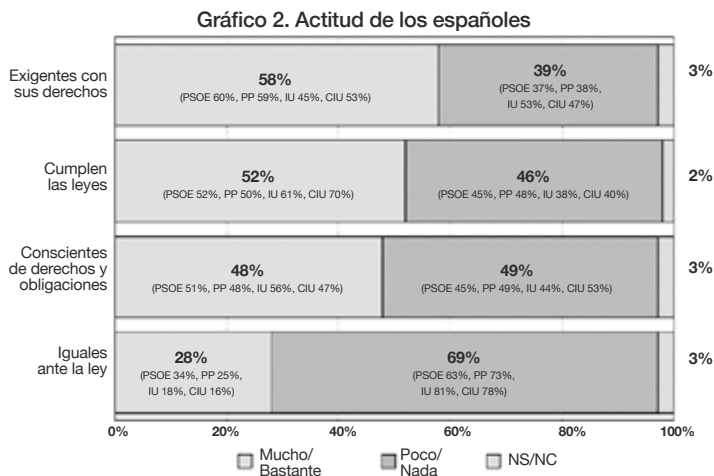 Gráfico 2. Actitud de los españoles
Exigentes con
sus derechos
58%
(PSOE 60%, PP 59%, IU 45%, CIU 53%)
39%
(PSOE 37%, PP 38%,
IU 53%, CIU 47%)
3%
Cumplen
las leyes
52%
(PSOE 52%, PP 50%, IU 61%, CIU 70%)
46%
(PSOE 45%, PP 48%, IU 38%, CIU 40%)
2%
Conscientes
de derechos y
obligaciones
48%
(PSOE 51%, PP 48%, IU 56%, CIU 47%)
49%
(PSOE 45%, PP 49%, IU 44%, CIU 53%)
3%
Iguales
ante la ley
28%
(PSOE 34%, PP 25%,
IU 18%, CIU 16%)
69%
(PSOE 63%, PP 73%,
IU 81%, CIU 78%)
3%
0% 20% 40% 60% 80% 100%
Mucho/
Bastante
Poco/
Nada
NS/NC